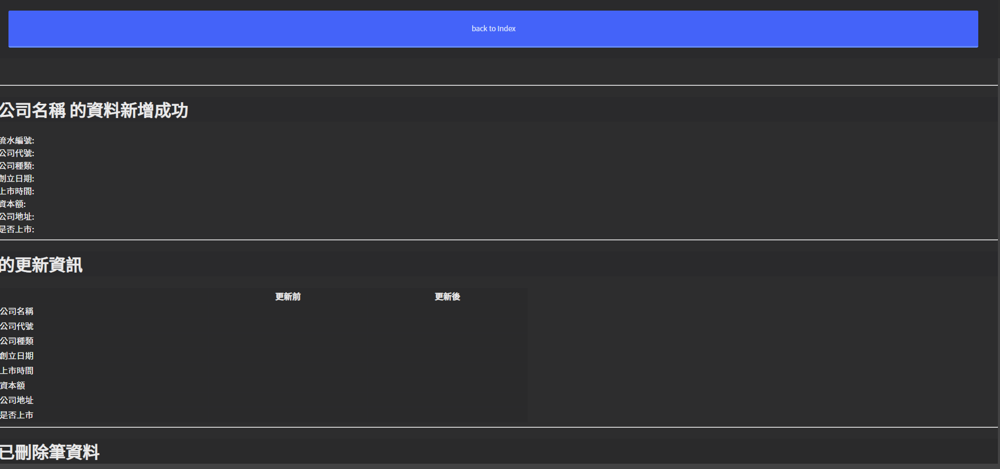 back to Index
公司名稱 的資料新增成功
流水編號:
公司代號:
公司種類:
創立日期:
上市時間:
資本額:
公司地址:
是否上市:
的更新資訊
更新前 更新後
公司名稱
公司代號
公司種類
創立日期
上市時間
資本額
公司地址
是否上市
已刪除筆資料